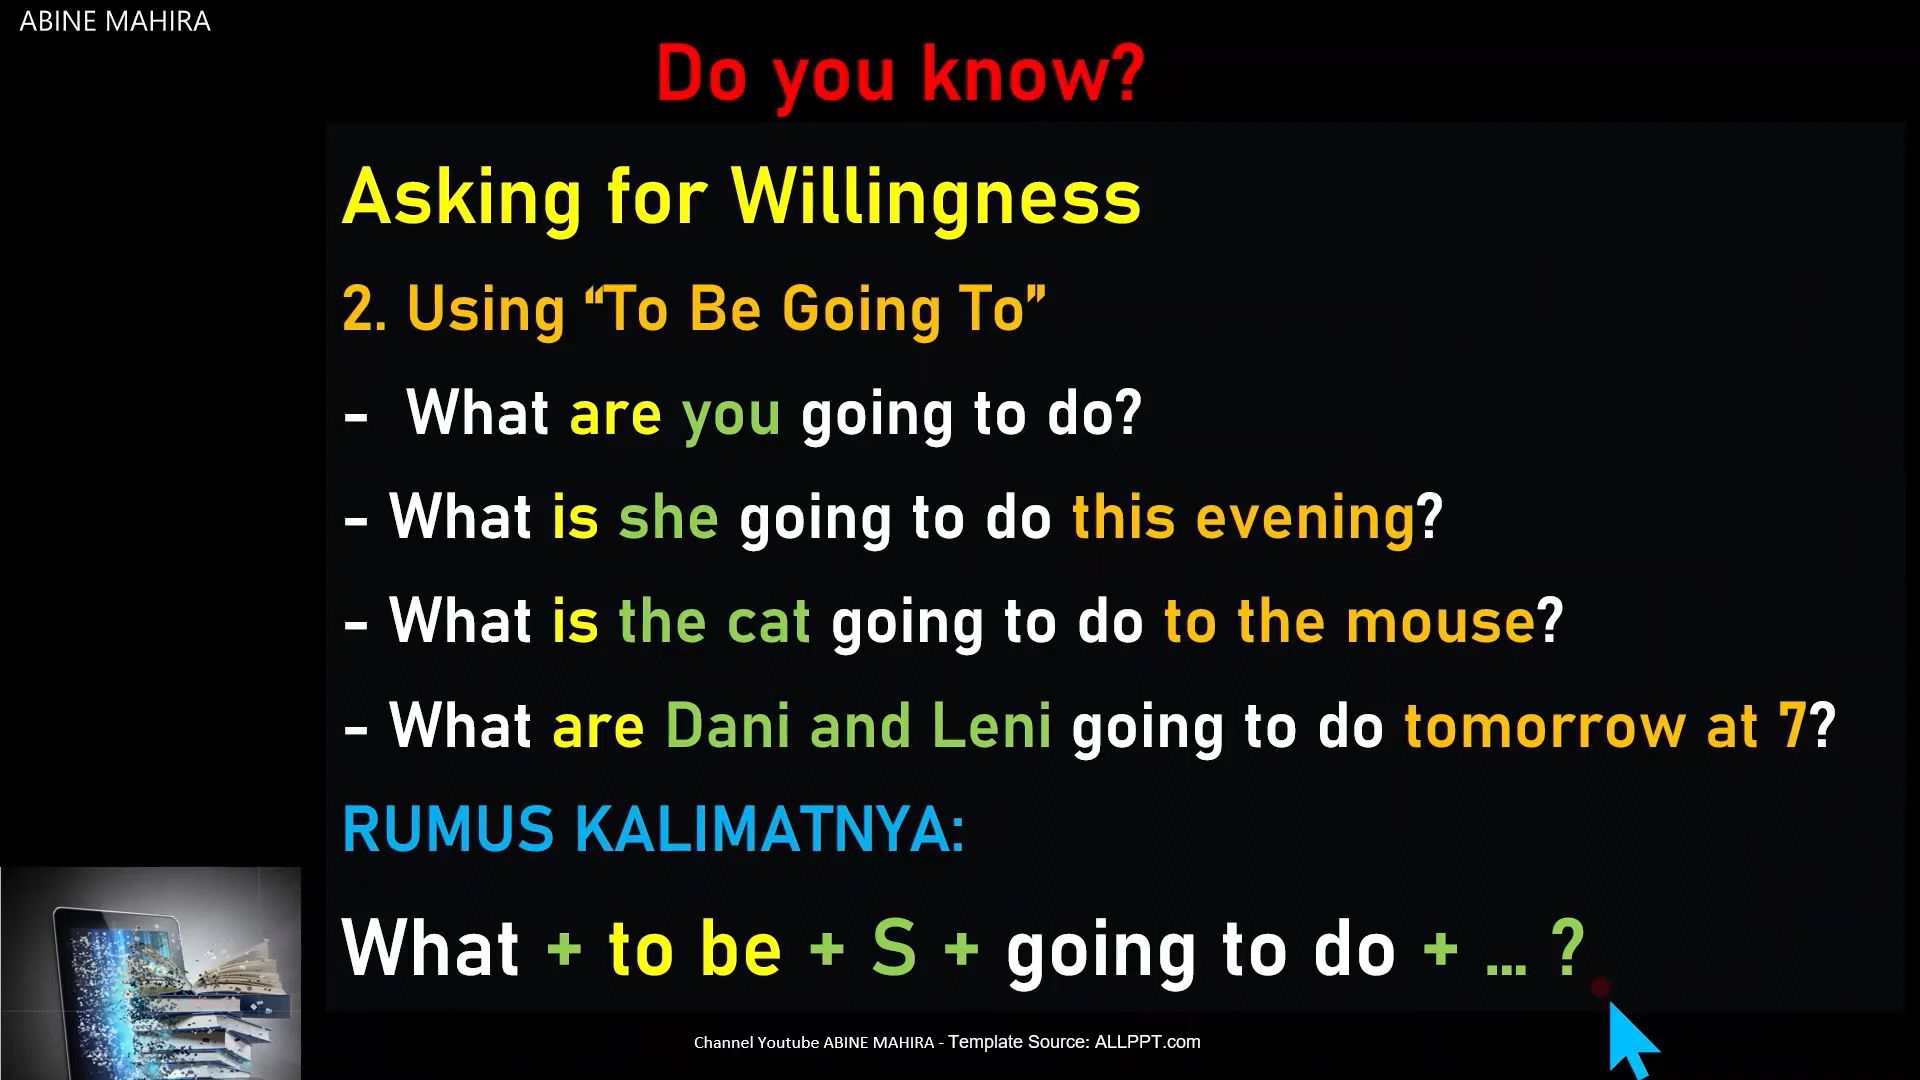 ABINE MAHIRA
Do you know?
Asking for Willingness
2. Using “To Be Going To”
- What are you going to do?
- What is she going to do this evening?
- What is the cat going to do to the mouse?
- What are Dani and Leni going to do tomorrow at 7?
RUMUS KALIMATNYA:
What + to be + S + going to do + ... ?
Channel Youtube ABINE MAHIRA - Template Source: ALLPPT.com